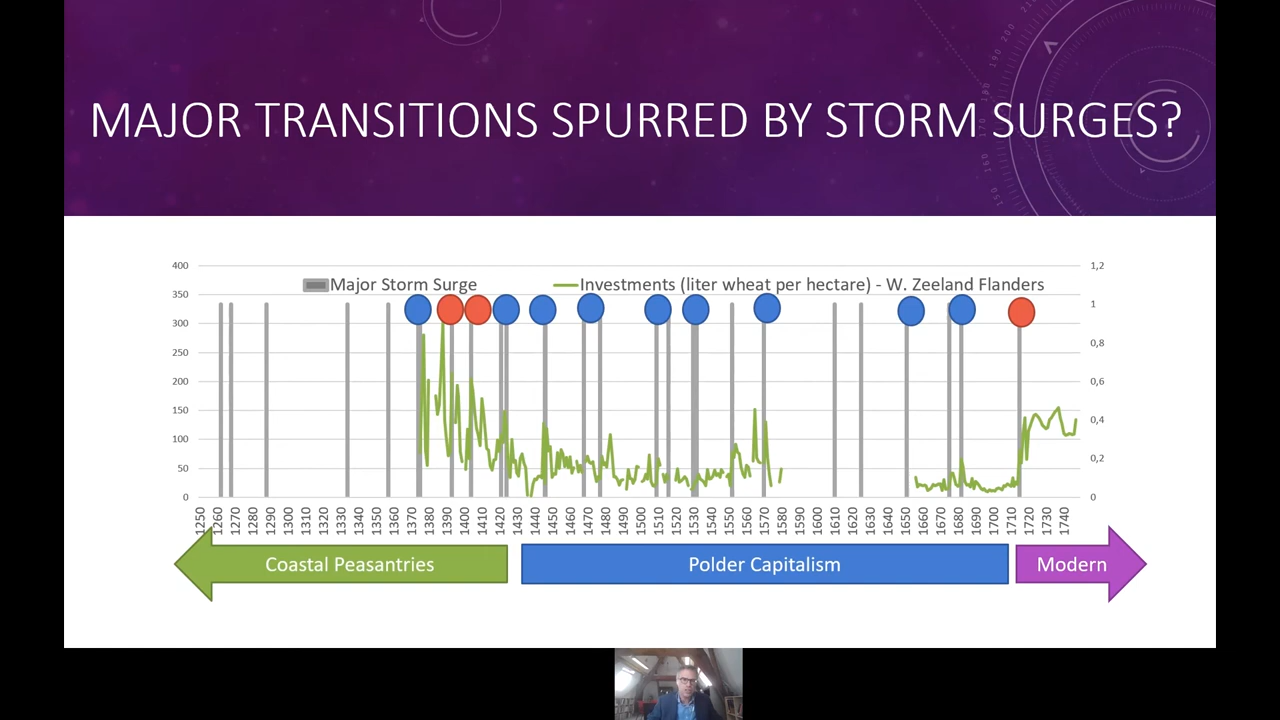 MAJOR TRANSITIONS SPURRED BY STORM SURGES?
Major Storm Surge
Investments (liter wheat per hectare) - W. Zeeland Flanders
400
350
300
250
200
150
100
50
0
1,2
1
0,8
0,6
0,4
0,2
0
1250 1260 1270 1280 1290 1300 1310 1320 1330 1340 1350 1360 1370 1380 1390 1400 1410 1420 1430 1440 1450 1460 1470 1480 1490 1500 1510 1520 1530 1540 1550 1560 1570 1580 1590 1600 1610 1620 1630 1640 1650 1660 1670 1680 1690 1700 1710 1720 1730 1740
Coastal Peasantries
Polder Capitalism
Modern